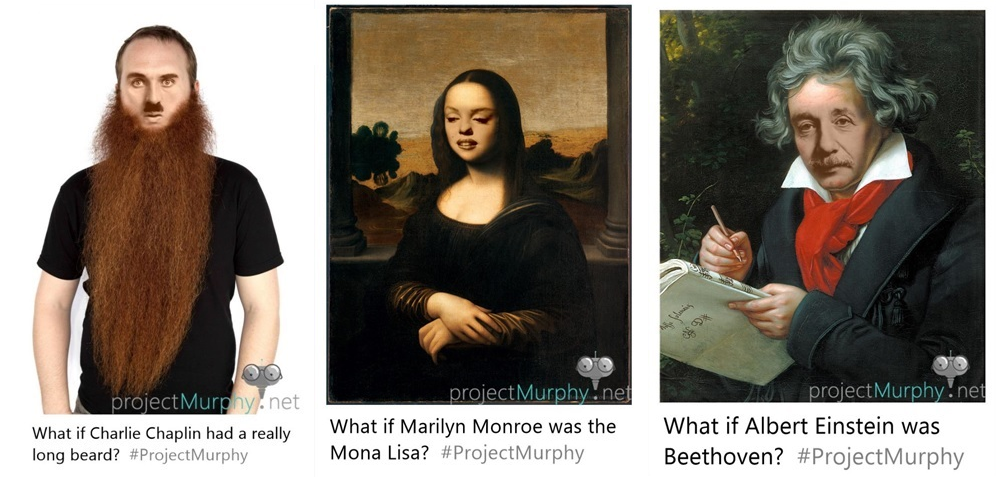 projectMurphy.net
What if Charlie Chaplin had a really
long beard? #ProjectMurphy
projectMurphy.net
What if Marilyn Monroe was the
Mona Lisa? #ProjectMurphy
projectMurphy.net
What if Albert Einstein was
Beethoven? #ProjectMurphy